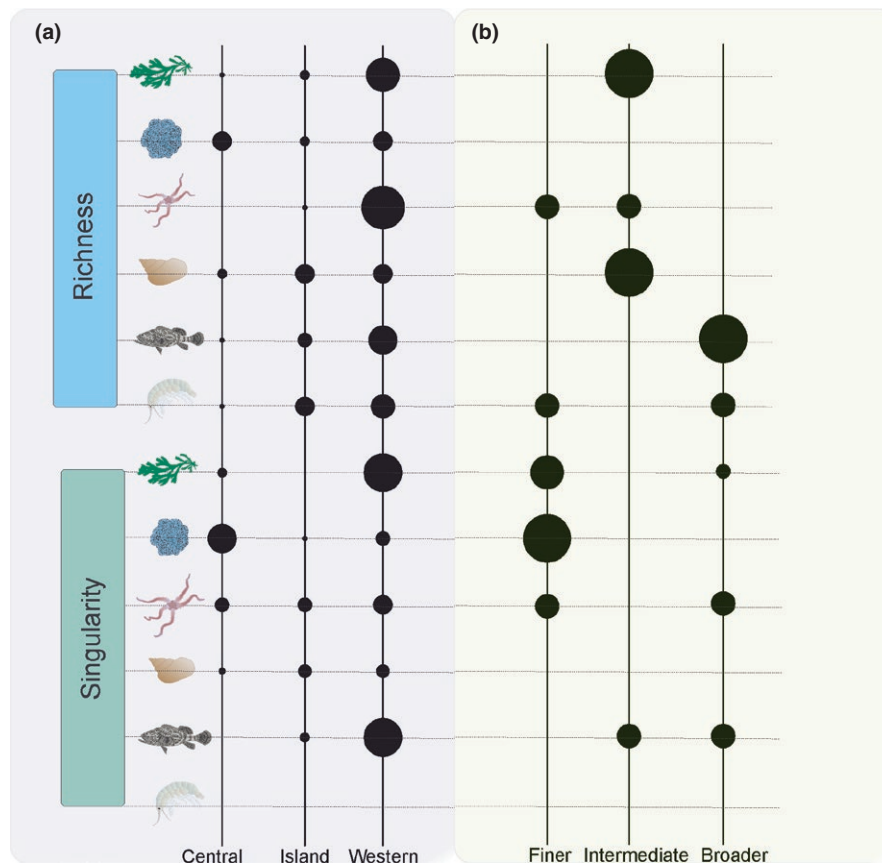 (a)
(b)
Richness
Singularity
Central Island Western
Finer Intermediate Broader